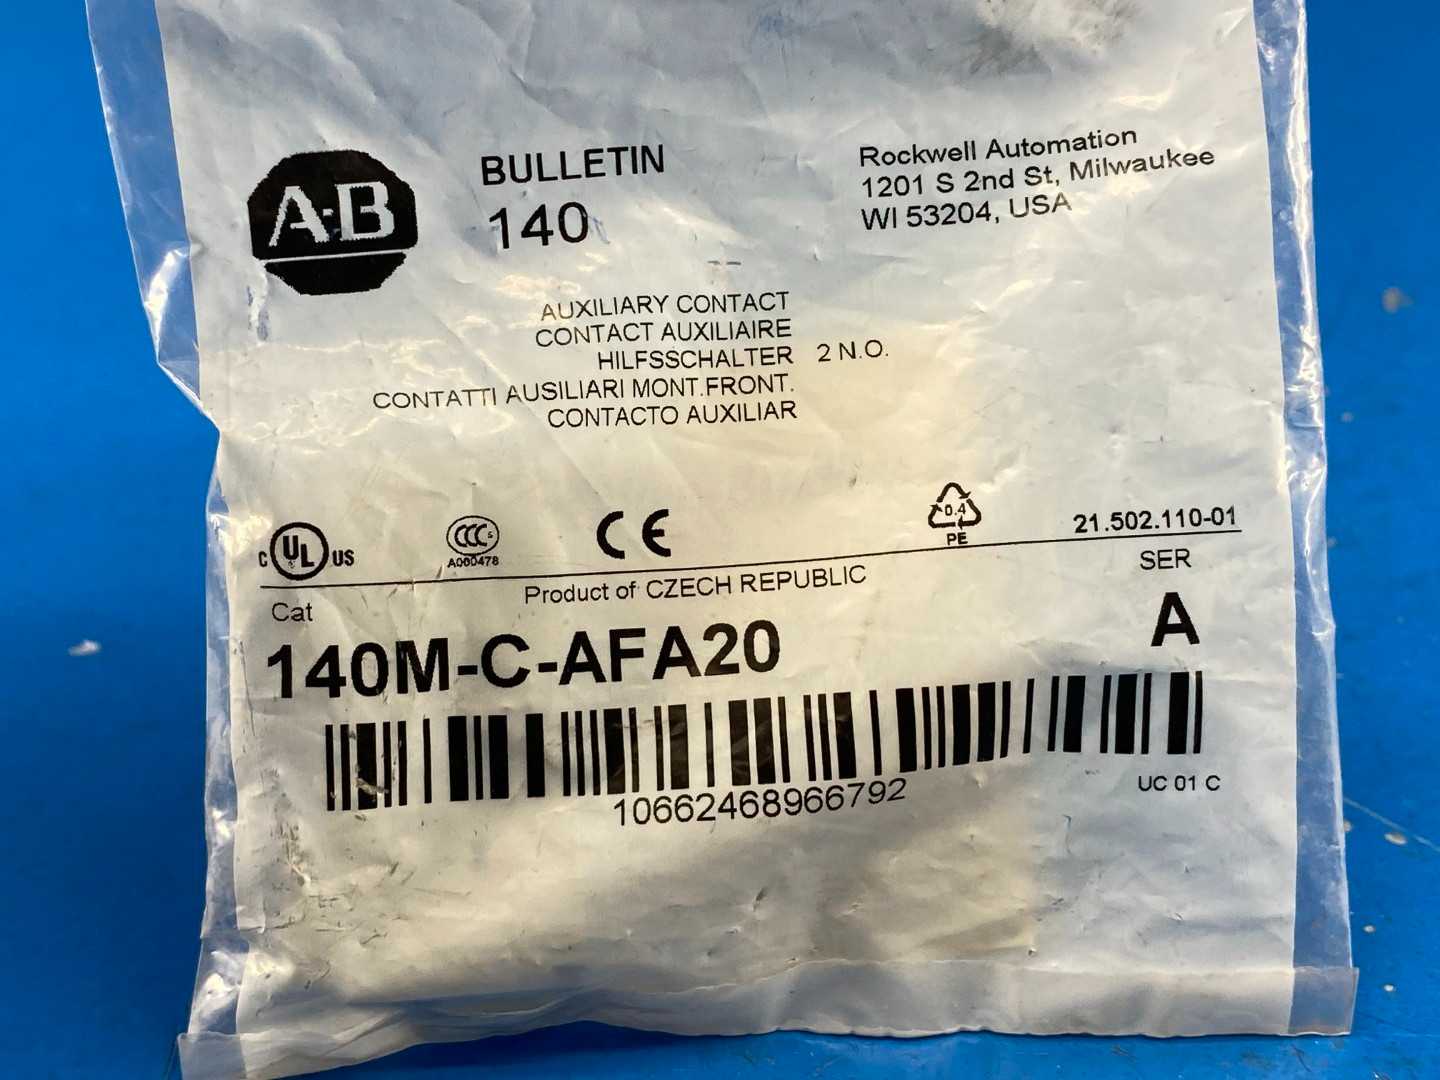 A-B
BULLETIN
140
Rockwell Automation
1201 S 2nd St, Milwaukee
WI 53204, USA
AUXILIARY CONTACT
CONTACT AUXILIAIRE
HILFSSCHALTER 2 N.O.
CONTATTI AUSILIARI MONT.FRONT.
CONTACTO AUXILIAR
C UL US
CCC S
A000478
CE
0.4
PE
21.502.110-01
Cat
Product of CZECH REPUBLIC
SER
140M-C-AFA20
A
10662468966792
UC 01 C